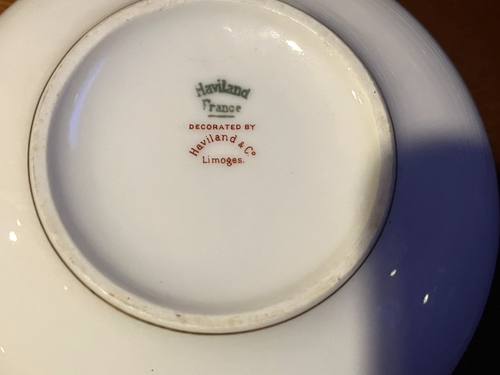 Haviland
France
DECORATED BY
Haviland & Co
Limoges.